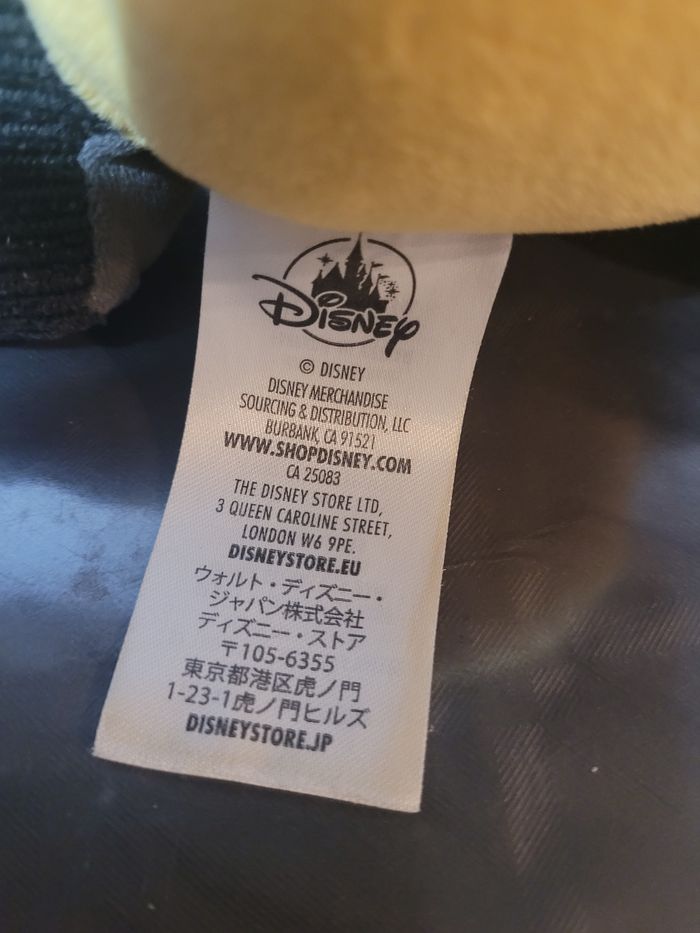 Disney
© DISNEY
DISNEY MERCHANDISE
SOURCING & DISTRIBUTION, LLC
BURBANK, CA 91521
WWW.SHOPDISNEY.COM
CA 25083
THE DISNEY STORE LTD,
3 QUEEN CAROLINE STREET,
LONDON W6 9PE.
DISNEYSTORE.EU
ウォルト・ディズニー・
ジャパン株式会社
ディズニー・ストア
〒105-6355
東京都港区虎ノ門
1-23-1虎ノ門ヒルズ
DISNEYSTORE.JP